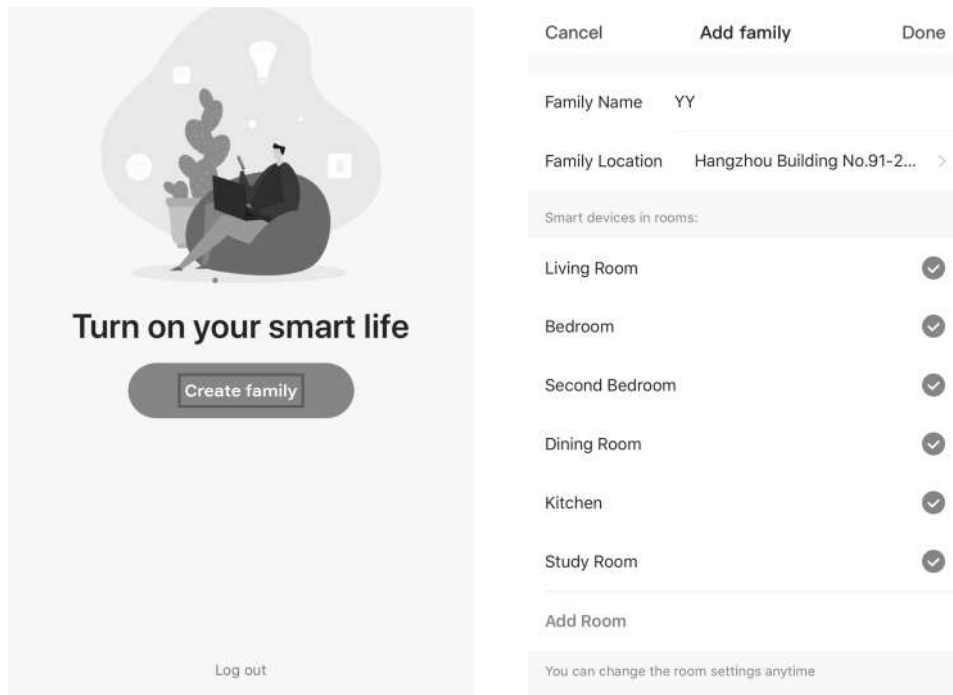 Turn on your smart life
Create family
Log out
Cancel Add family Done
Family Name YY
Family Location Hangzhou Building No.91-2...
Smart devices in rooms:
Living Room
Bedroom
Second Bedroom
Dining Room
Kitchen
Study Room
Add Room
You can change the room settings anytime